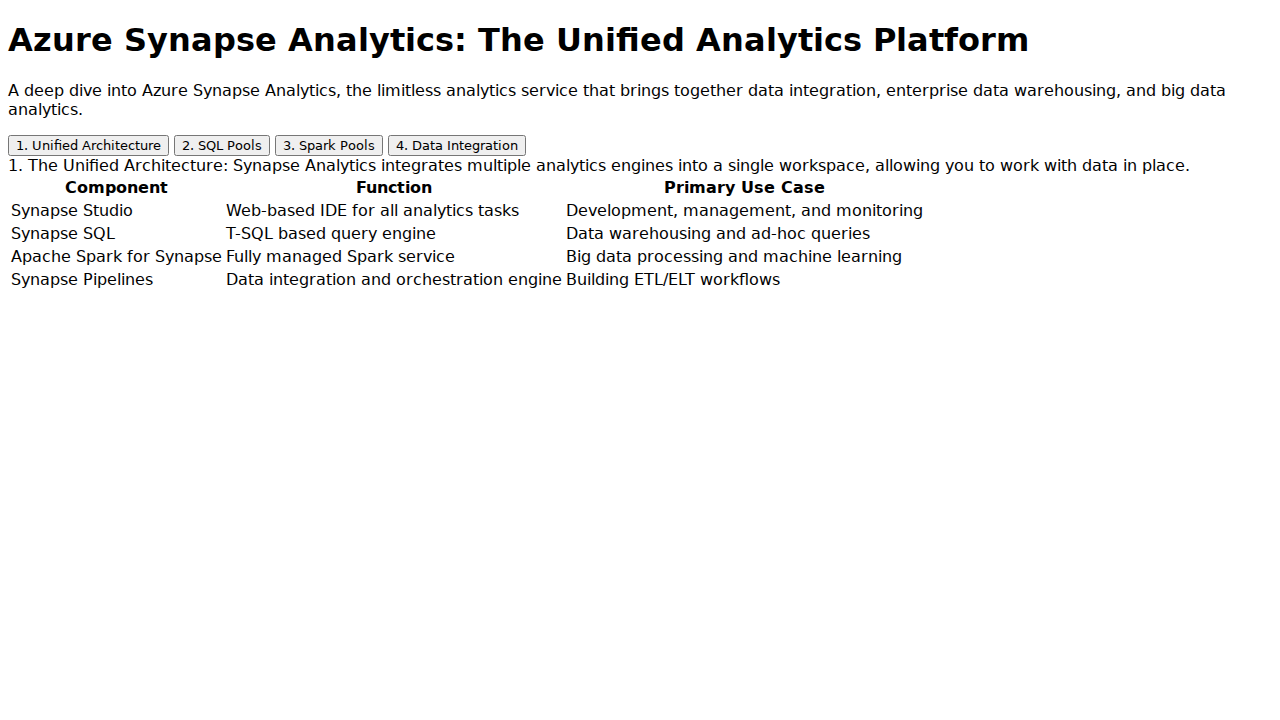 Azure Synapse Analytics: The Unified Analytics Platform
A deep dive into Azure Synapse Analytics, the limitless analytics service that brings together data integration, enterprise data warehousing, and big data
analytics.
1. Unified Architecture 2. SQL Pools 3. Spark Pools 4. Data Integration
1. The Unified Architecture: Synapse Analytics integrates multiple analytics engines into a single workspace, allowing you to work with data in place.
Component Function Primary Use Case
Synapse Studio Web-based IDE for all analytics tasks Development, management, and monitoring
Synapse SQL T-SQL based query engine Data warehousing and ad-hoc queries
Apache Spark for Synapse Fully managed Spark service Big data processing and machine learning
Synapse Pipelines Data integration and orchestration engine Building ETL/ELT workflows